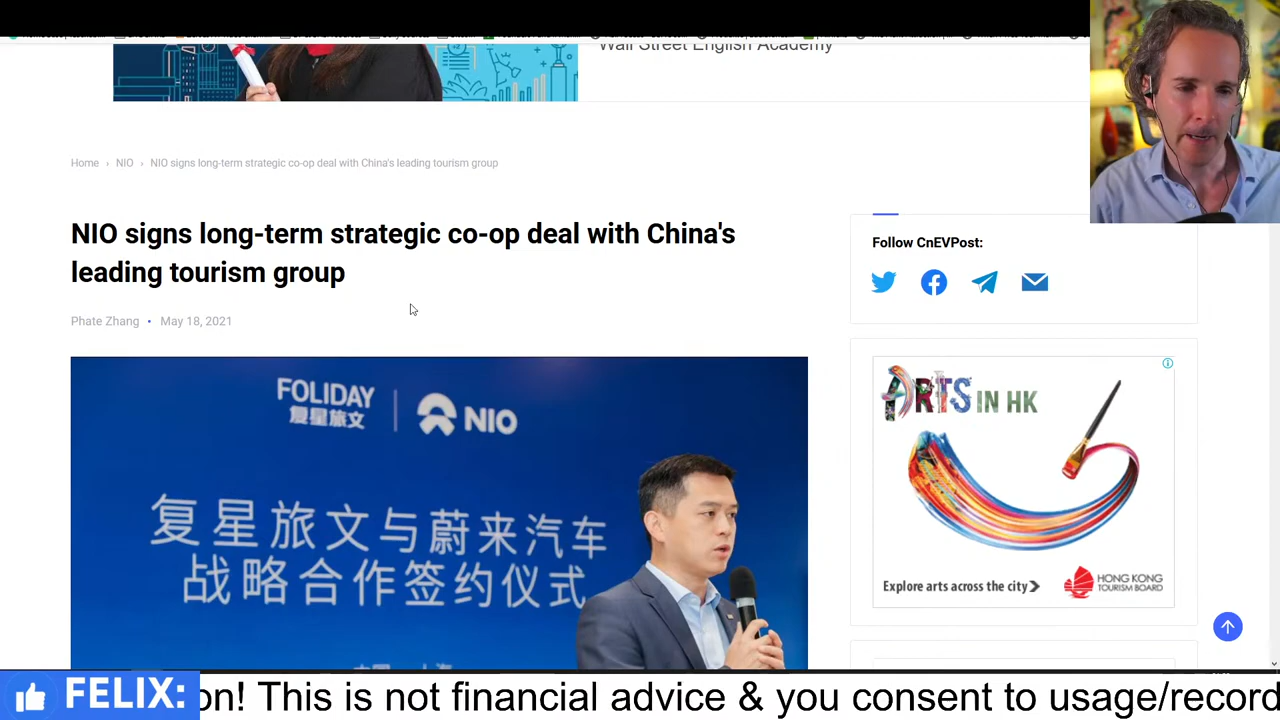 Wall Street English Academy
Home › NIO › NIO signs long-term strategic co-op deal with China's leading tourism group
NIO signs long-term strategic co-op deal with China's
leading tourism group
Phate Zhang • May 18, 2021
FOLIDAY
复星旅文
NIO
复星旅文与蔚来汽车
战略合作签约仪式
Follow CnEVPost:
ARTS IN HK
Explore arts across the city
HONG KONG
TOURISM BOARD
FELIX:
on! This is not financial advice & you consent to usage/record